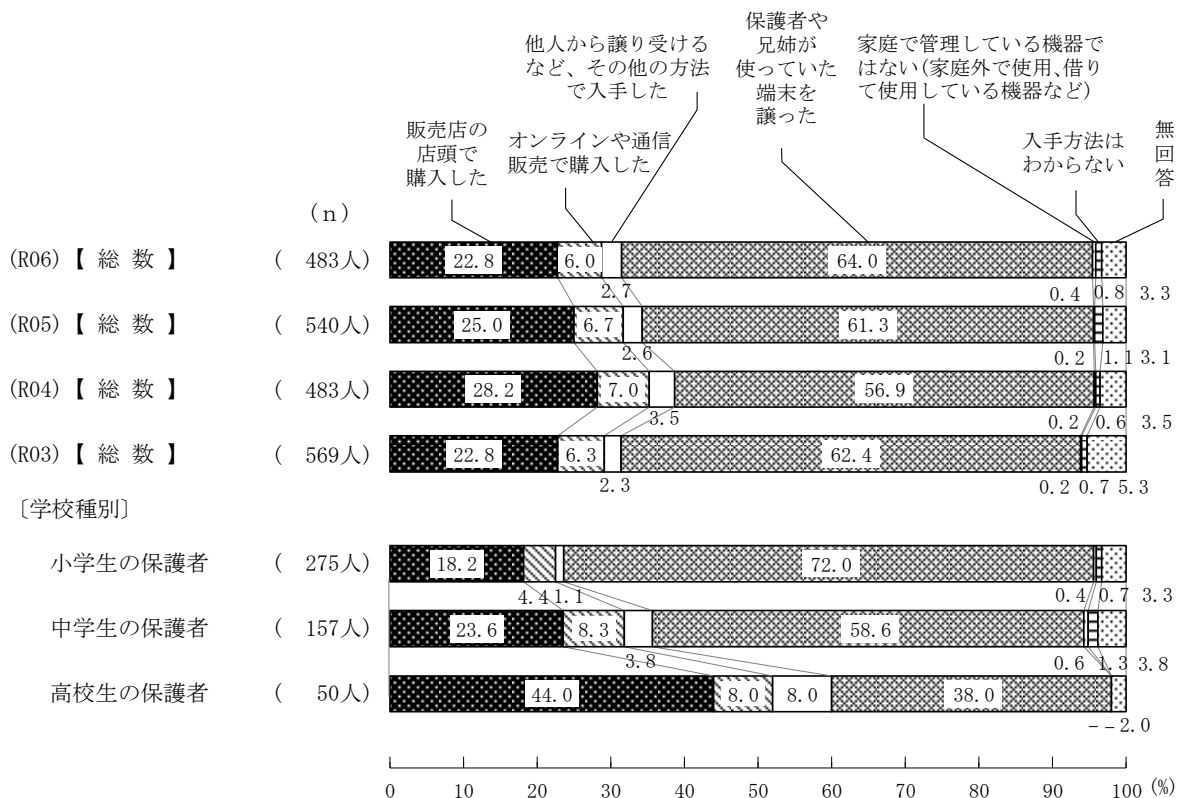 保護者や
兄姉が
使っていた
端末を
譲った
他人から譲り受ける
など、その他の方法
で入手した
家庭で管理している機器で
はない(家庭外で使用、借り
て使用している機器など)
販売店の
店頭で
購入した
オンラインや通信
販売で購入した
入手方法は
わからない
無
回
答
(n)
(R06)【 総 数 】 ( 483人) 22.8 6.0 64.0
2.7 0.4 0.8 3.3
(R05)【 総 数 】 ( 540人) 25.0 6.7 61.3
2.6 0.2 1.1 3.1
(R04)【 総 数 】 ( 483人) 28.2 7.0 56.9
3.5 0.2 0.6 3.5
(R03)【 総 数 】 ( 569人) 22.8 6.3 62.4
2.3 0.2 0.7 5.3
〔学校種別〕
小学生の保護者 ( 275人) 18.2 72.0
4.4 1.1 0.4 0.7 3.3
中学生の保護者 ( 157人) 23.6 8.3 58.6
3.8 0.6 1.3 3.8
高校生の保護者 ( 50人) 44.0 8.0 8.0 38.0
--2.0
0 10 20 30 40 50 60 70 80 90 100 (%)